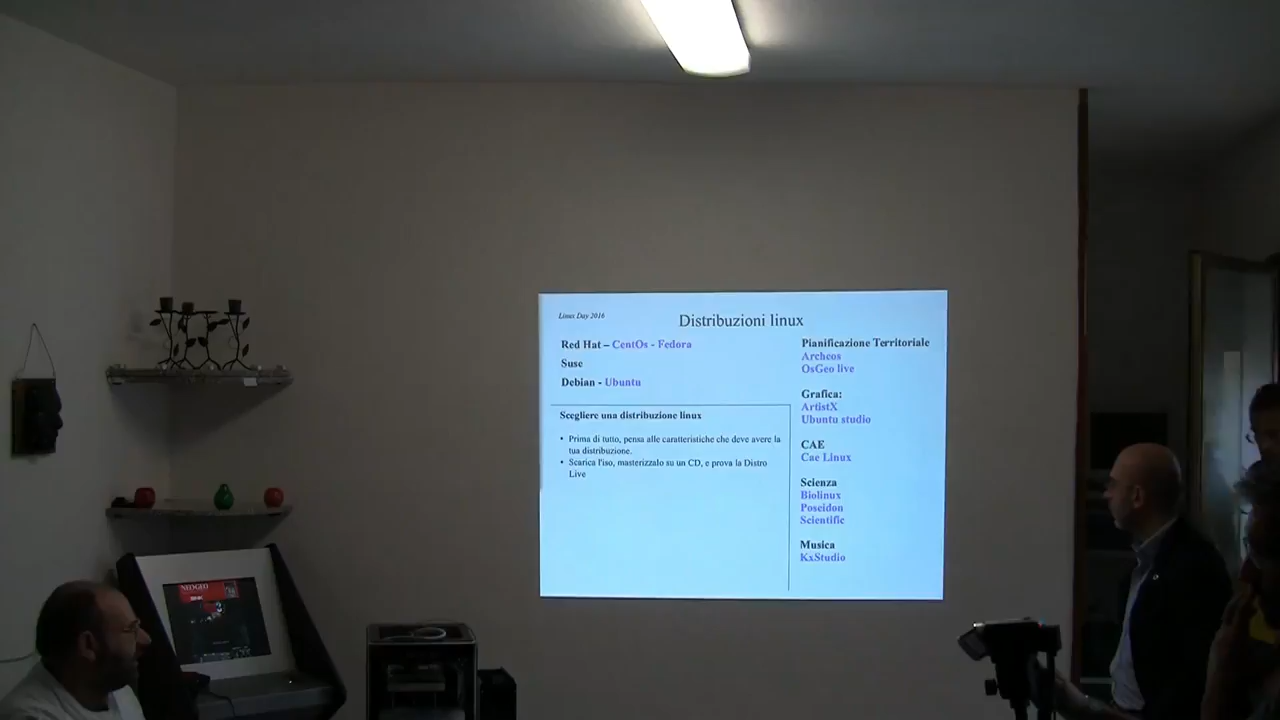 Linux Day 2016
Distribuzioni linux
Red Hat – CentOs - Fedora
Suse
Debian - Ubuntu
Scegliere una distribuzione linux
• Prima di tutto, pensa alle caratteristiche che deve avere la
tua distribuzione.
• Scarica l'iso, masterizzalo su un CD, e prova la Distro
Live
Pianificazione Territoriale
Archeos
OsGeo live
Grafica:
ArtistX
Ubuntu studio
CAE
Cae Linux
Scienza
Biolinux
Poseidon
Scientific
Musica
KxStudio
NEOGEO